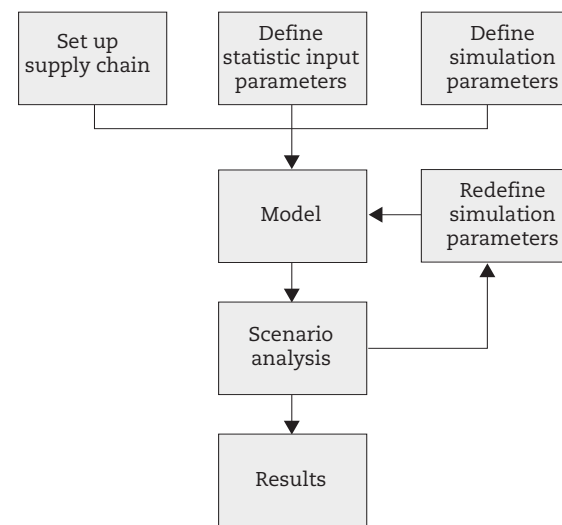 Set up
supply chain
Define
statistic input
parameters
Define
simulation
parameters
Model
Redefine
simulation
parameters
Scenario
analysis
Results